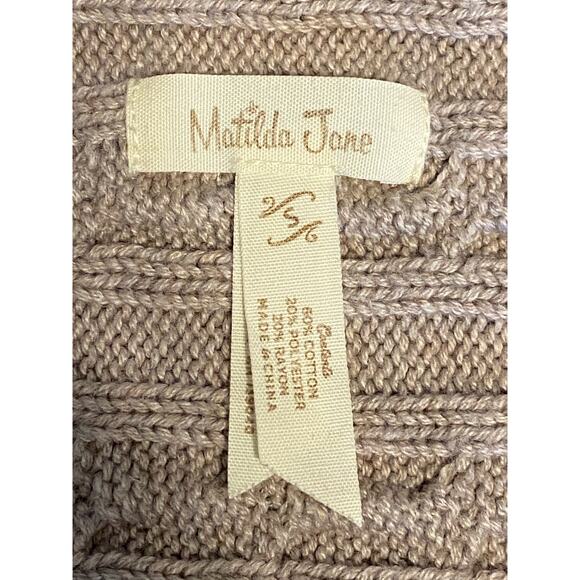 Matilda Jane
S
Contents
60% COTTON
20% POLYESTER
20% RAYON
MADE in CHINA